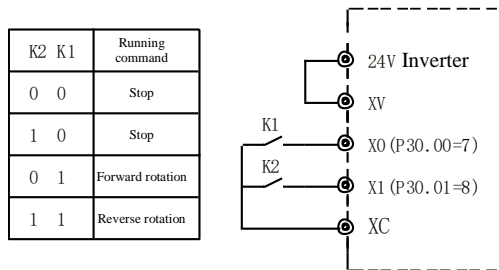 K2 K1 Running command
0 0 Stop
1 0 Stop
0 1 Forward rotation
1 1 Reverse rotation
24V Inverter
XV
K1
X0(P30.00=7)
K2
X1(P30.01=8)
XC